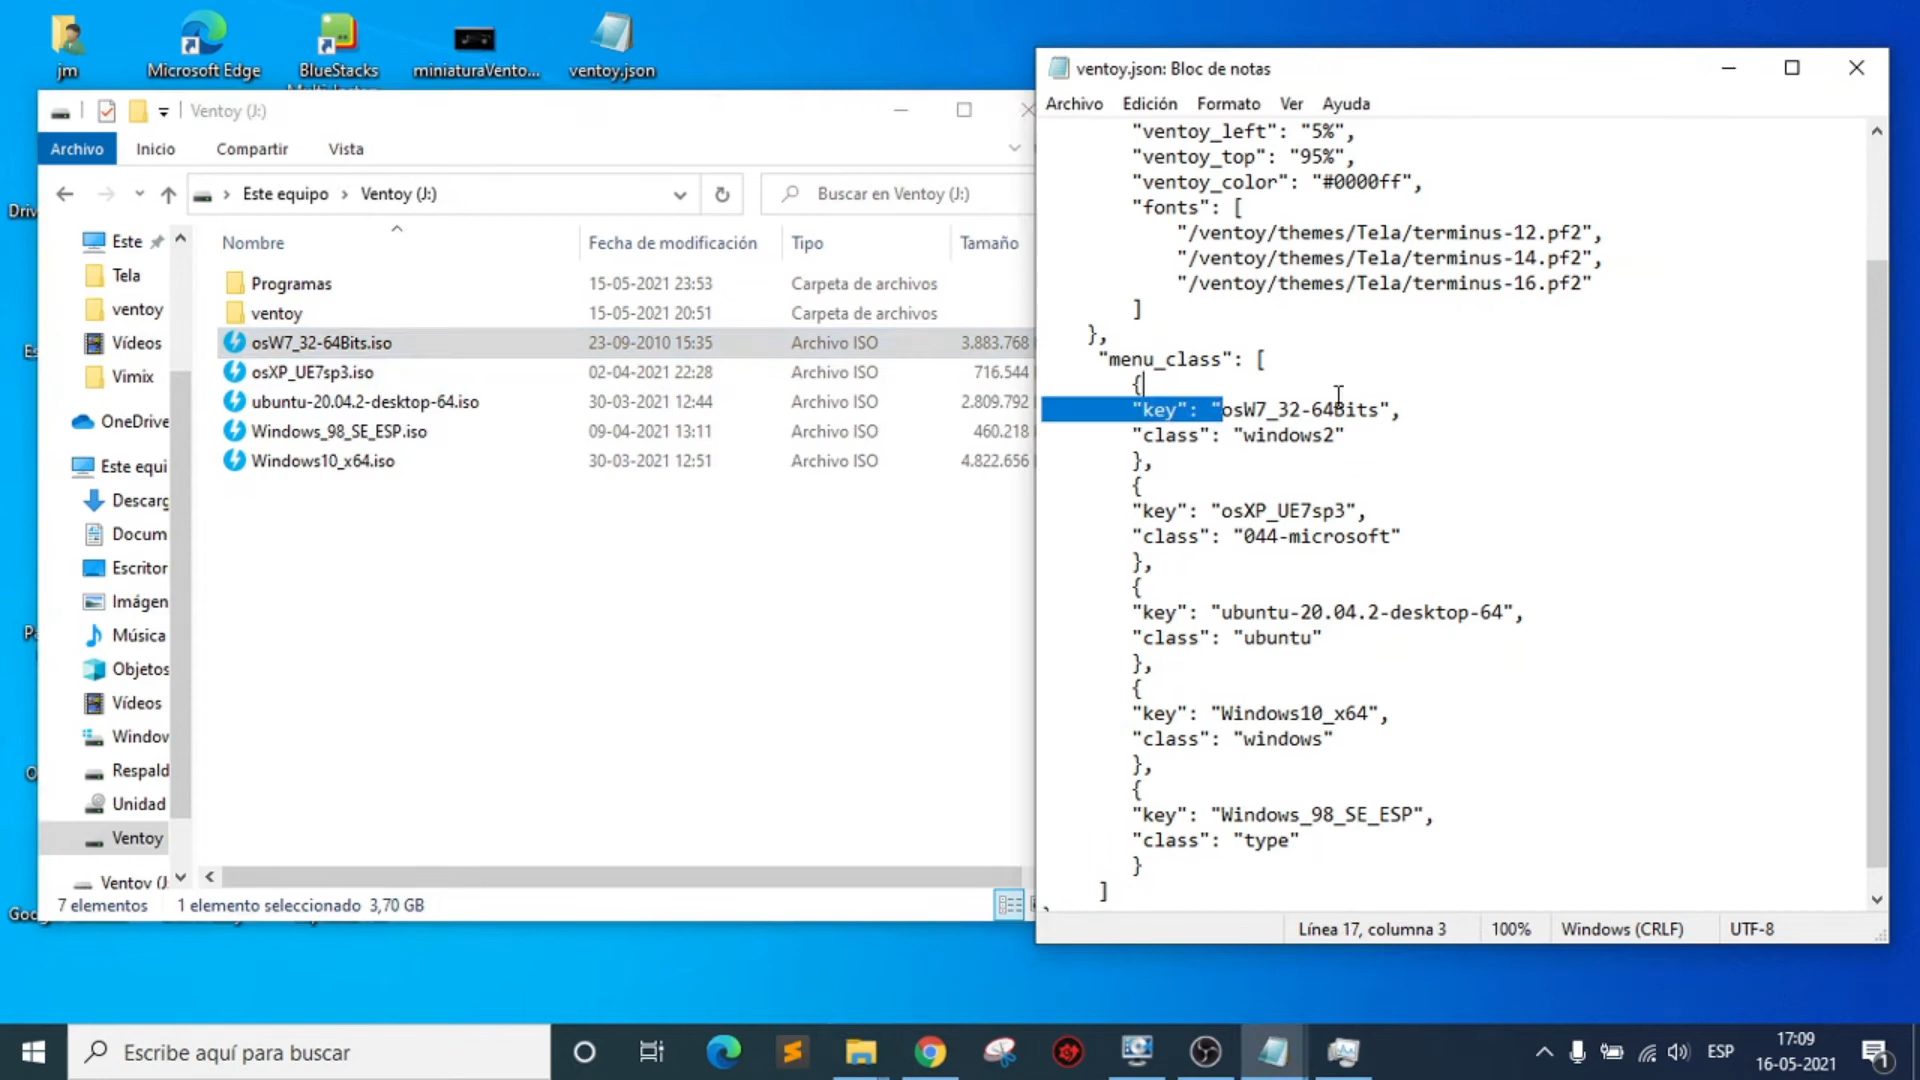 jm
Microsoft Edge
BlueStacks
miniaturaVento...
ventoy.json
Ventoy (J:)
Archivo
Inicio
Compartir
Vista
Este equipo
Ventoy (J:)
Buscar en Ventoy (J:)
Este
Tela
ventoy
Vídeos
Vimix
OneDrive
Este equi
Descarg
Docum
Escritor
Imágen
Música
Objetos
Vídeos
Window
Respald
Unidad
Ventoy
Ventoy (J:
Nombre Fecha de modificación Tipo Tamaño
Programas 15-05-2021 23:53 Carpeta de archivos
ventoy 15-05-2021 20:51 Carpeta de archivos
osW7_32-64Bits.iso 23-09-2010 15:35 Archivo ISO 3.883.768
osXP_UE7sp3.iso 02-04-2021 22:28 Archivo ISO 716.544
ubuntu-20.04.2-desktop-64.iso 30-03-2021 12:44 Archivo ISO 2.809.792
Windows_98_SE_ESP.iso 09-04-2021 13:11 Archivo ISO 460.218
Windows10_x64.iso 30-03-2021 12:51 Archivo ISO 4.822.656
7 elementos 1 elemento seleccionado 3,70 GB
Driv
Goo
ventoy.json: Bloc de notas
Archivo Edición Formato Ver Ayuda
"ventoy_left": "5%",
"ventoy_top": "95%",
"ventoy_color": "#0000ff",
"fonts": [
"/ventoy/themes/Tela/terminus-12.pf2",
"/ventoy/themes/Tela/terminus-14.pf2",
"/ventoy/themes/Tela/terminus-16.pf2"
]
},
"menu_class": [
{
"key": "osW7_32-64Bits",
"class": "windows2"
},
{
"key": "osXP_UE7sp3",
"class": "044-microsoft"
},
{
"key": "ubuntu-20.04.2-desktop-64",
"class": "ubuntu"
},
{
"key": "Windows10_x64",
"class": "windows"
},
{
"key": "Windows_98_SE_ESP",
"class": "type"
}
]
Línea 17, columna 3 100% Windows (CRLF) UTF-8
Escribe aquí para buscar
ESP
17:09
16-05-2021
1